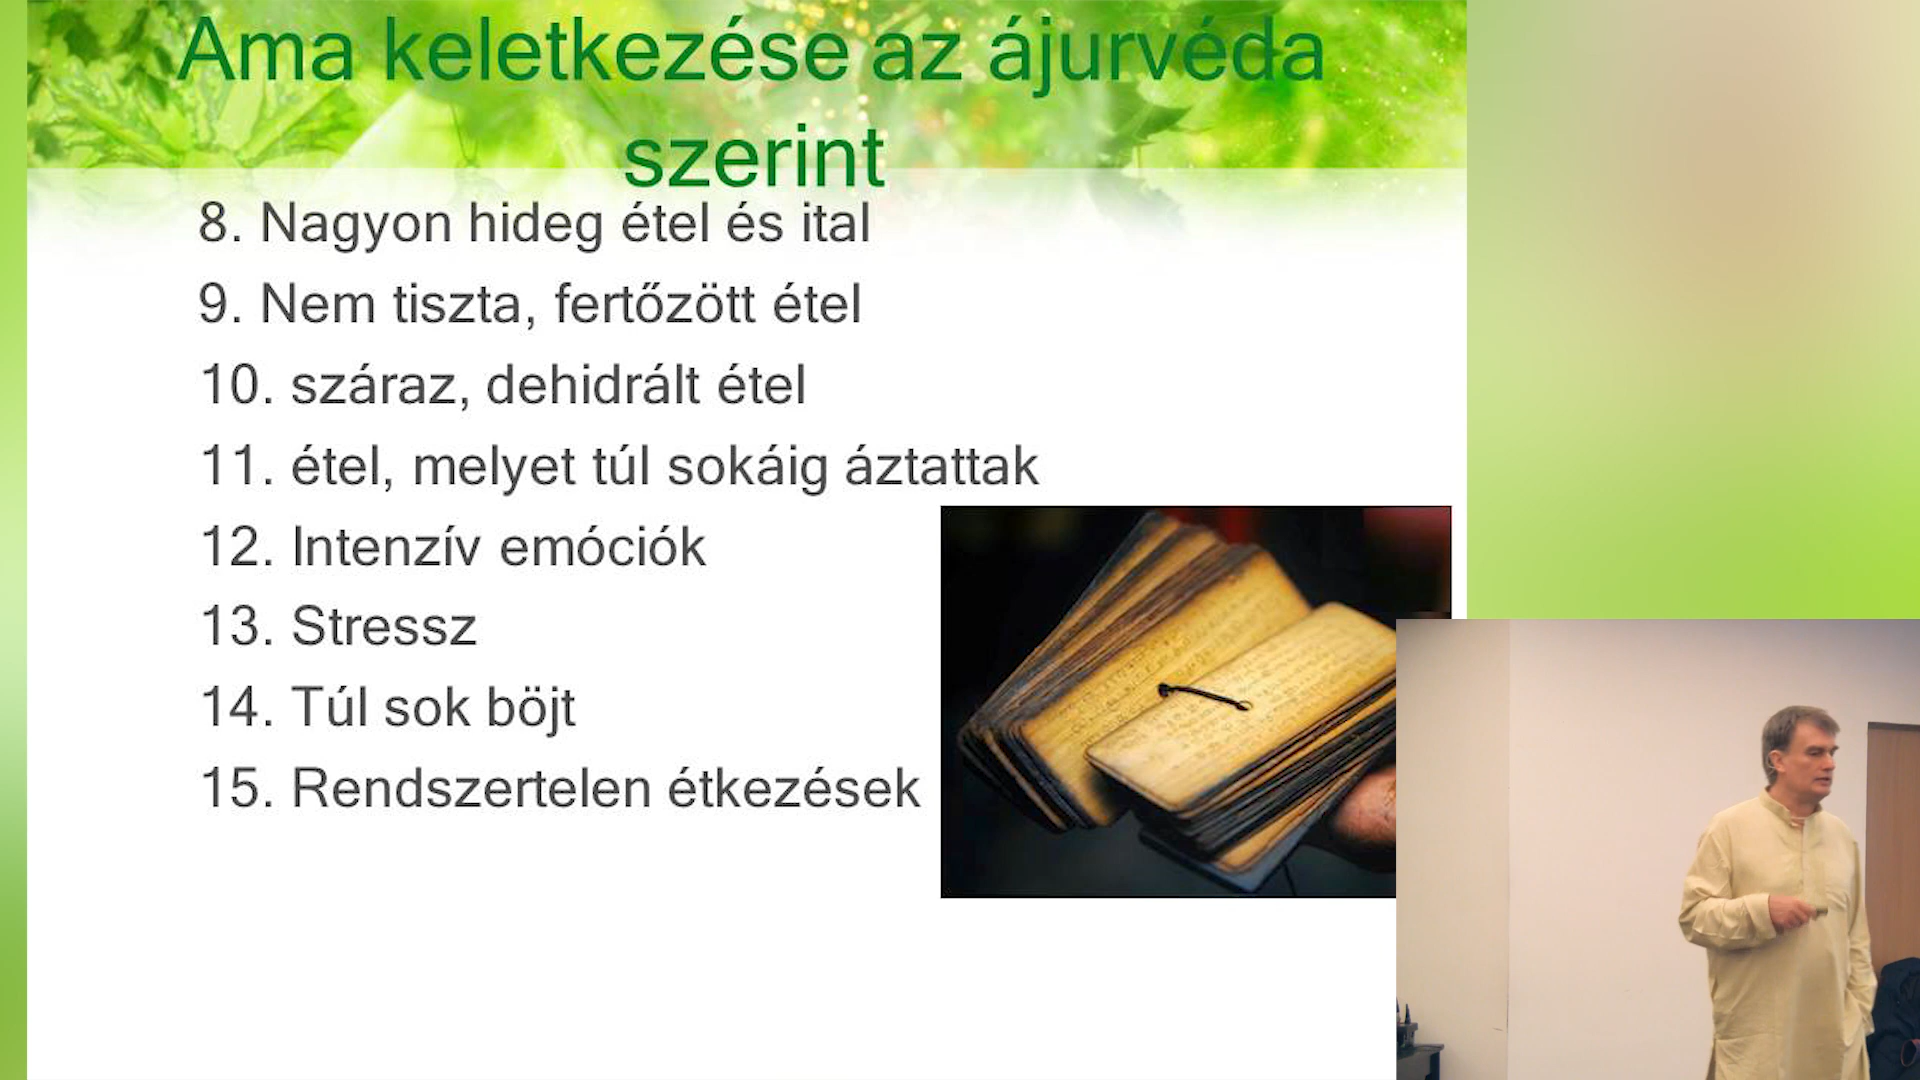 Ama keletkezése az ájurvéda
szerint
8. Nagyon hideg étel és ital
9. Nem tiszta, fertőzött étel
10. száraz, dehidrált étel
11. étel, melyet túl sokáig áztattak
12. Intenzív emóciók
13. Stressz
14. Túl sok böjt
15. Rendszertelen étkezések